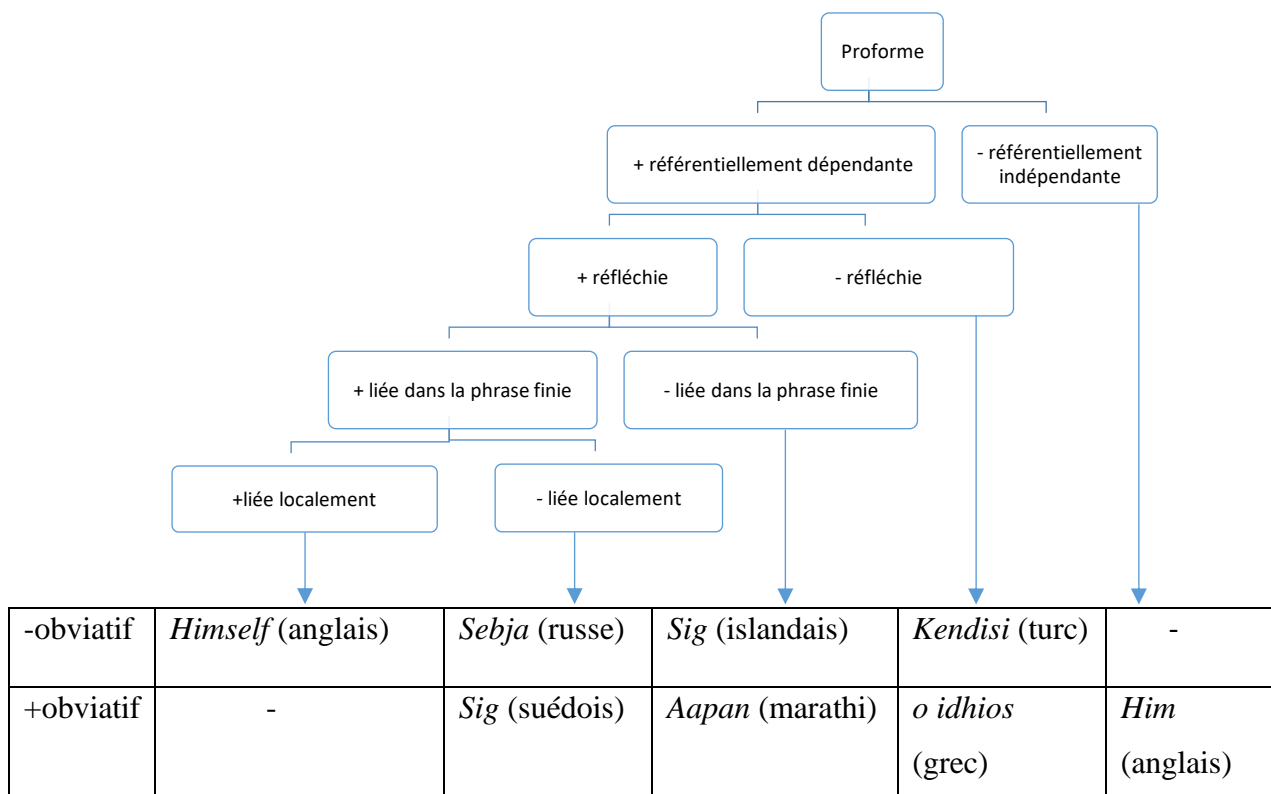 Proforme
+ référentiellement dépendante
- référentiellement
indépendante
+ réfléchie
- réfléchie
+ liée dans la phrase finie
- liée dans la phrase finie
+liée localement
- liée localement
-obviatif Himself (anglais) Sebja (russe) Sig (islandais) Kendisi (turc) -
+obviatif - Sig (suédois) Aapan (marathi) o idhios Him
(grec) (anglais)